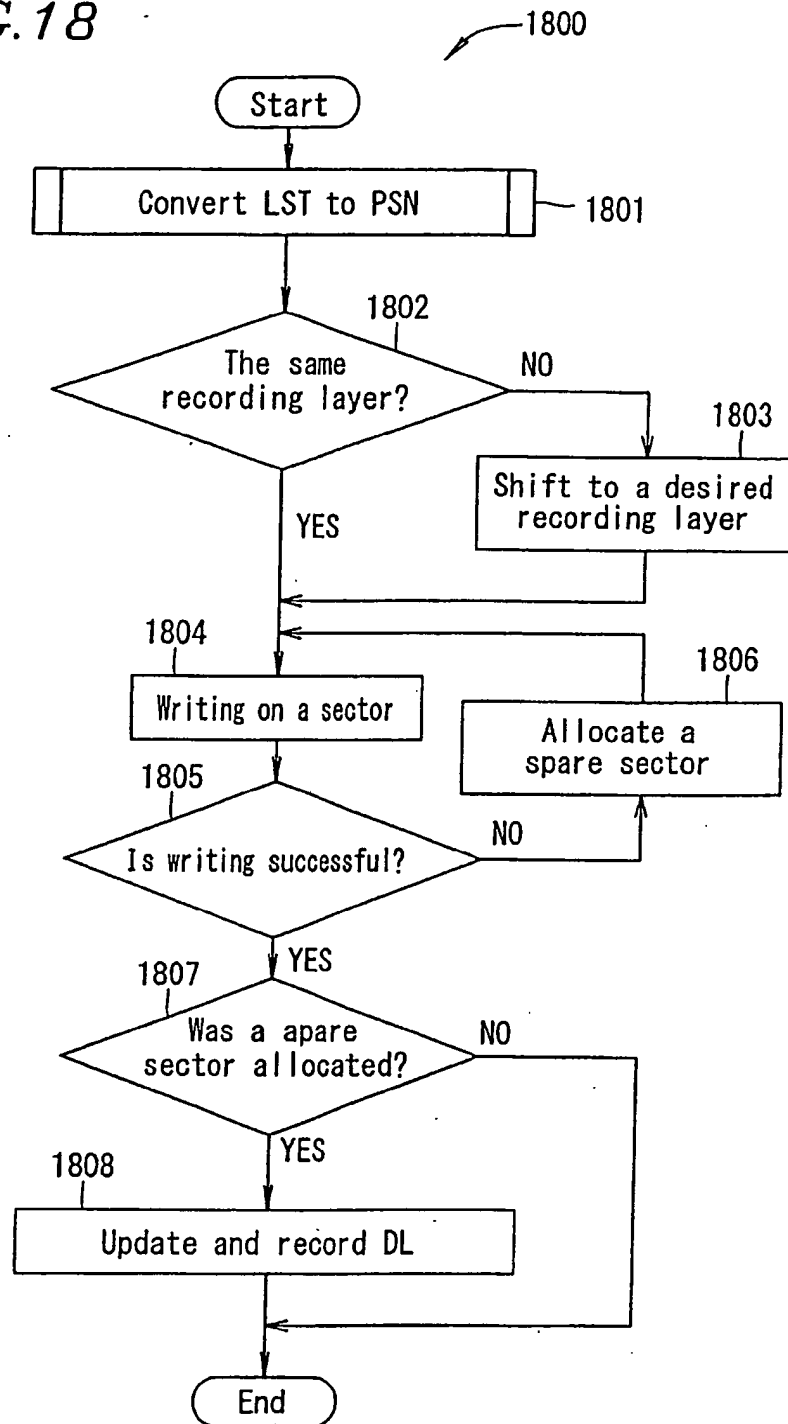 G.18
1800
Start
Convert LST to PSN
1801
1802
The same
recording layer?
NO
1803
Shift to a desired
recording layer
YES
1804
Writing on a sector
1806
Allocate a
spare sector
1805
Is writing successful?
NO
YES
1807
Was a apare
sector allocated?
NO
YES
1808
Update and record DL
End